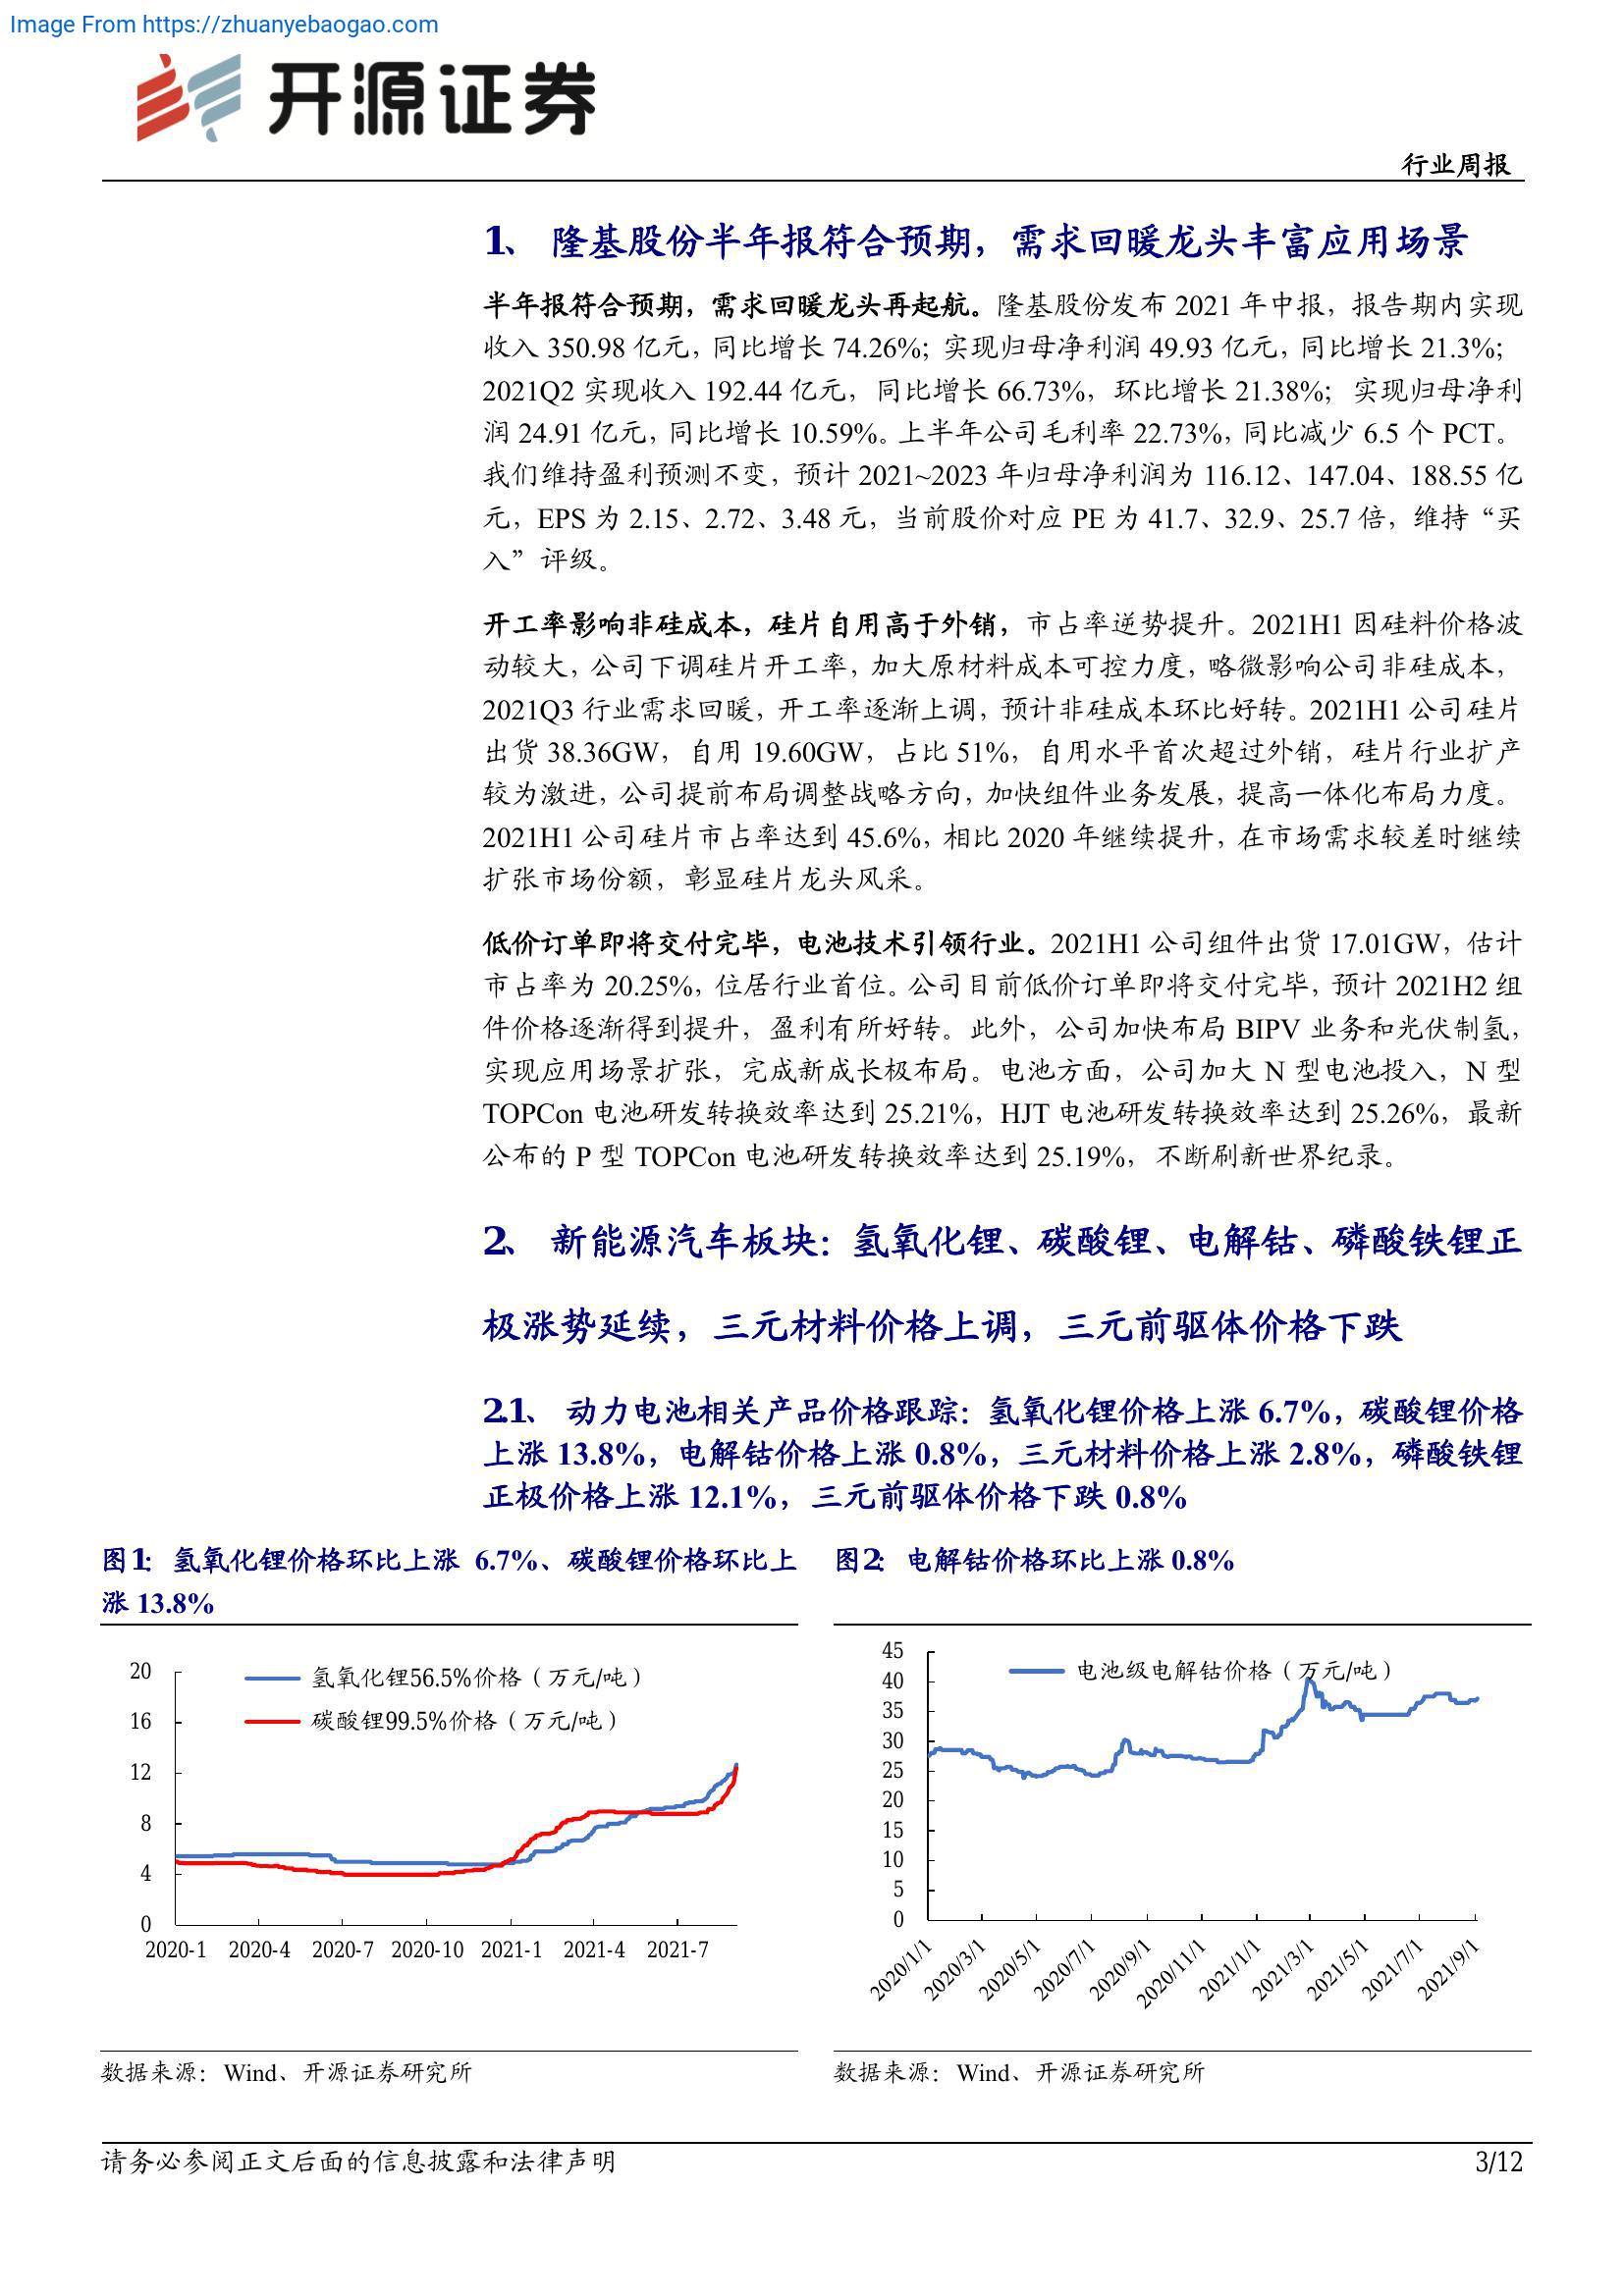 Image From https://zhuanyebaogao.com
开源证券
行业周报
1、 隆基股份半年报符合预期，需求回暖龙头丰富应用场景
半年报符合预期，需求回暖龙头再起航。隆基股份发布 2021 年中报，报告期内实现
收入 350.98 亿元，同比增长 74.26%；实现归母净利润 49.93 亿元，同比增长 21.3%；
2021Q2 实现收入 192.44 亿元，同比增长 66.73%，环比增长 21.38%；实现归母净利
润 24.91 亿元，同比增长 10.59%。上半年公司毛利率 22.73%，同比减少 6.5 个 PCT。
我们维持盈利预测不变，预计 2021~2023 年归母净利润为 116.12、147.04、188.55 亿
元，EPS 为 2.15、2.72、3.48 元，当前股价对应 PE 为 41.7、32.9、25.7 倍，维持“买
入”评级。
开工率影响非硅成本，硅片自用高于外销，市占率逆势提升。2021H1 因硅料价格波
动较大，公司下调硅片开工率，加大原材料成本可控力度，略微影响公司非硅成本，
2021Q3 行业需求回暖，开工率逐渐上调，预计非硅成本环比好转。2021H1 公司硅片
出货 38.36GW，自用 19.60GW，占比 51%，自用水平首次超过外销，硅片行业扩产
较为激进，公司提前布局调整战略方向，加快组件业务发展，提高一体化布局力度。
2021H1 公司硅片市占率达到 45.6%，相比 2020 年继续提升，在市场需求较差时继续
扩张市场份额，彰显硅片龙头风采。
低价订单即将交付完毕，电池技术引领行业。2021H1 公司组件出货 17.01GW，估计
市占率为 20.25%，位居行业首位。公司目前低价订单即将交付完毕，预计 2021H2 组
件价格逐渐得到提升，盈利有所好转。此外，公司加快布局 BIPV 业务和光伏制氢，
实现应用场景扩张，完成新成长极布局。电池方面，公司加大 N 型电池投入，N 型
TOPCon 电池研发转换效率达到 25.21%，HJT 电池研发转换效率达到 25.26%，最新
公布的 P 型 TOPCon 电池研发转换效率达到 25.19%，不断刷新世界纪录。
2、 新能源汽车板块：氢氧化锂、碳酸锂、电解钴、磷酸铁锂正
极涨势延续，三元材料价格上调，三元前驱体价格下跌
2.1、 动力电池相关产品价格跟踪：氢氧化锂价格上涨 6.7%，碳酸锂价格
上涨 13.8%，电解钴价格上涨 0.8%，三元材料价格上涨 2.8%，磷酸铁锂
正极价格上涨 12.1%，三元前驱体价格下跌 0.8%
图1：氢氧化锂价格环比上涨 6.7%、碳酸锂价格环比上
涨 13.8%
20
16
12
8
4
0
氢氧化锂56.5%价格（万元/吨）
碳酸锂99.5%价格（万元/吨）
2020-1 2020-4 2020-7 2020-10 2021-1 2021-4 2021-7
数据来源：Wind、开源证券研究所
图2：电解钴价格环比上涨 0.8%
45
40
35
30
25
20
15
10
5
0
电池级电解钴价格（万元/吨）
2020/1/1 2020/3/1 2020/5/1 2020/7/1 2020/9/1 2020/11/1 2021/1/1 2021/3/1 2021/5/1 2021/7/1 2021/9/1
数据来源：Wind、开源证券研究所
请务必参阅正文后面的信息披露和法律声明
3/12